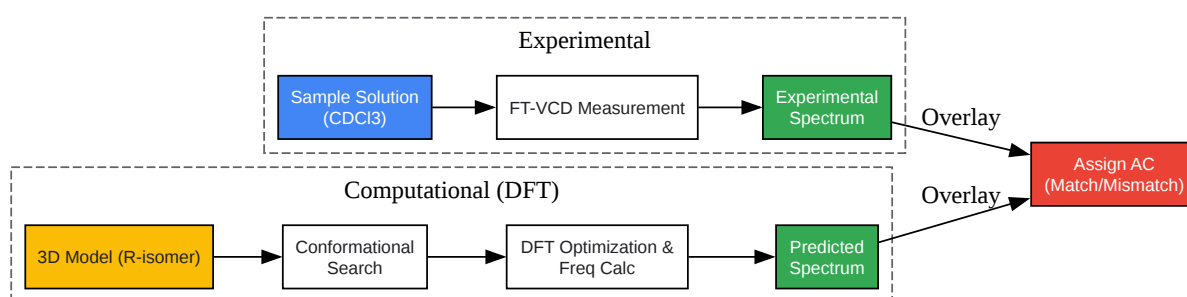 Experimental
Sample Solution
(CDCl3)
FT-VCD Measurement
Experimental
Spectrum
Overlay
Assign AC
(Match/Mismatch)
Computational (DFT)
Overlay
3D Model (R-isomer)
Conformational
Search
DFT Optimization &
Freq Calc
Predicted
Spectrum